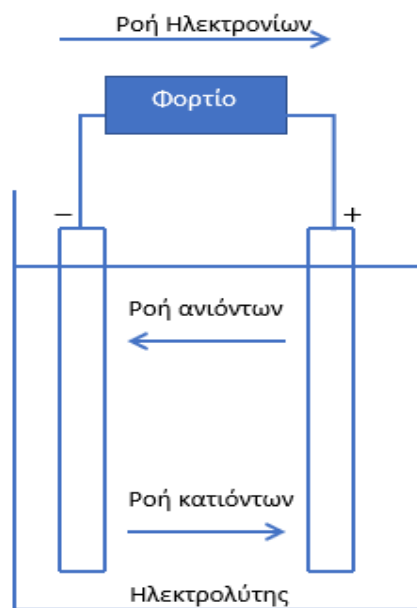 Ροή Ηλεκτρονίων
Φορτίο
– +
Ροή ανιόντων
Ροή κατιόντων
Ηλεκτρολύτης